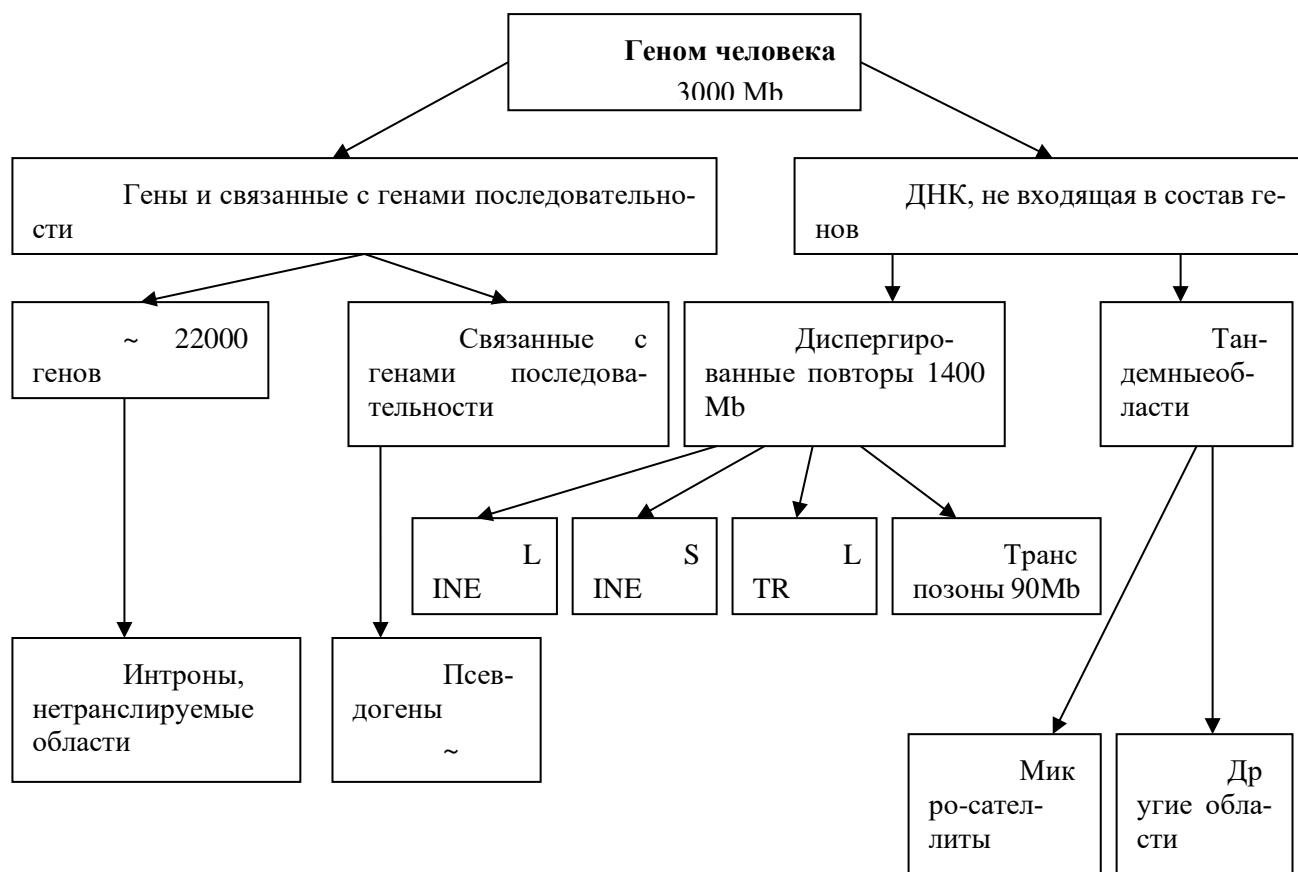 Геном человека
3000 Mb
Гены и связанные с генами последовательно-
сти
ДНК, не входящая в состав ге-
нов
~ 22000
генов
Связанные с
генами последова-
тельности
Диспергиро-
ванные повторы 1400
Mb
Тан-
демныеоб-
ласти
L
INE
S
INE
L
TR
Транс
позоны 90Mb
Интроны,
нетранслируемые
области
Псев-
догены
~
Мик
ро-сател-
литы
Др
угие обла-
сти